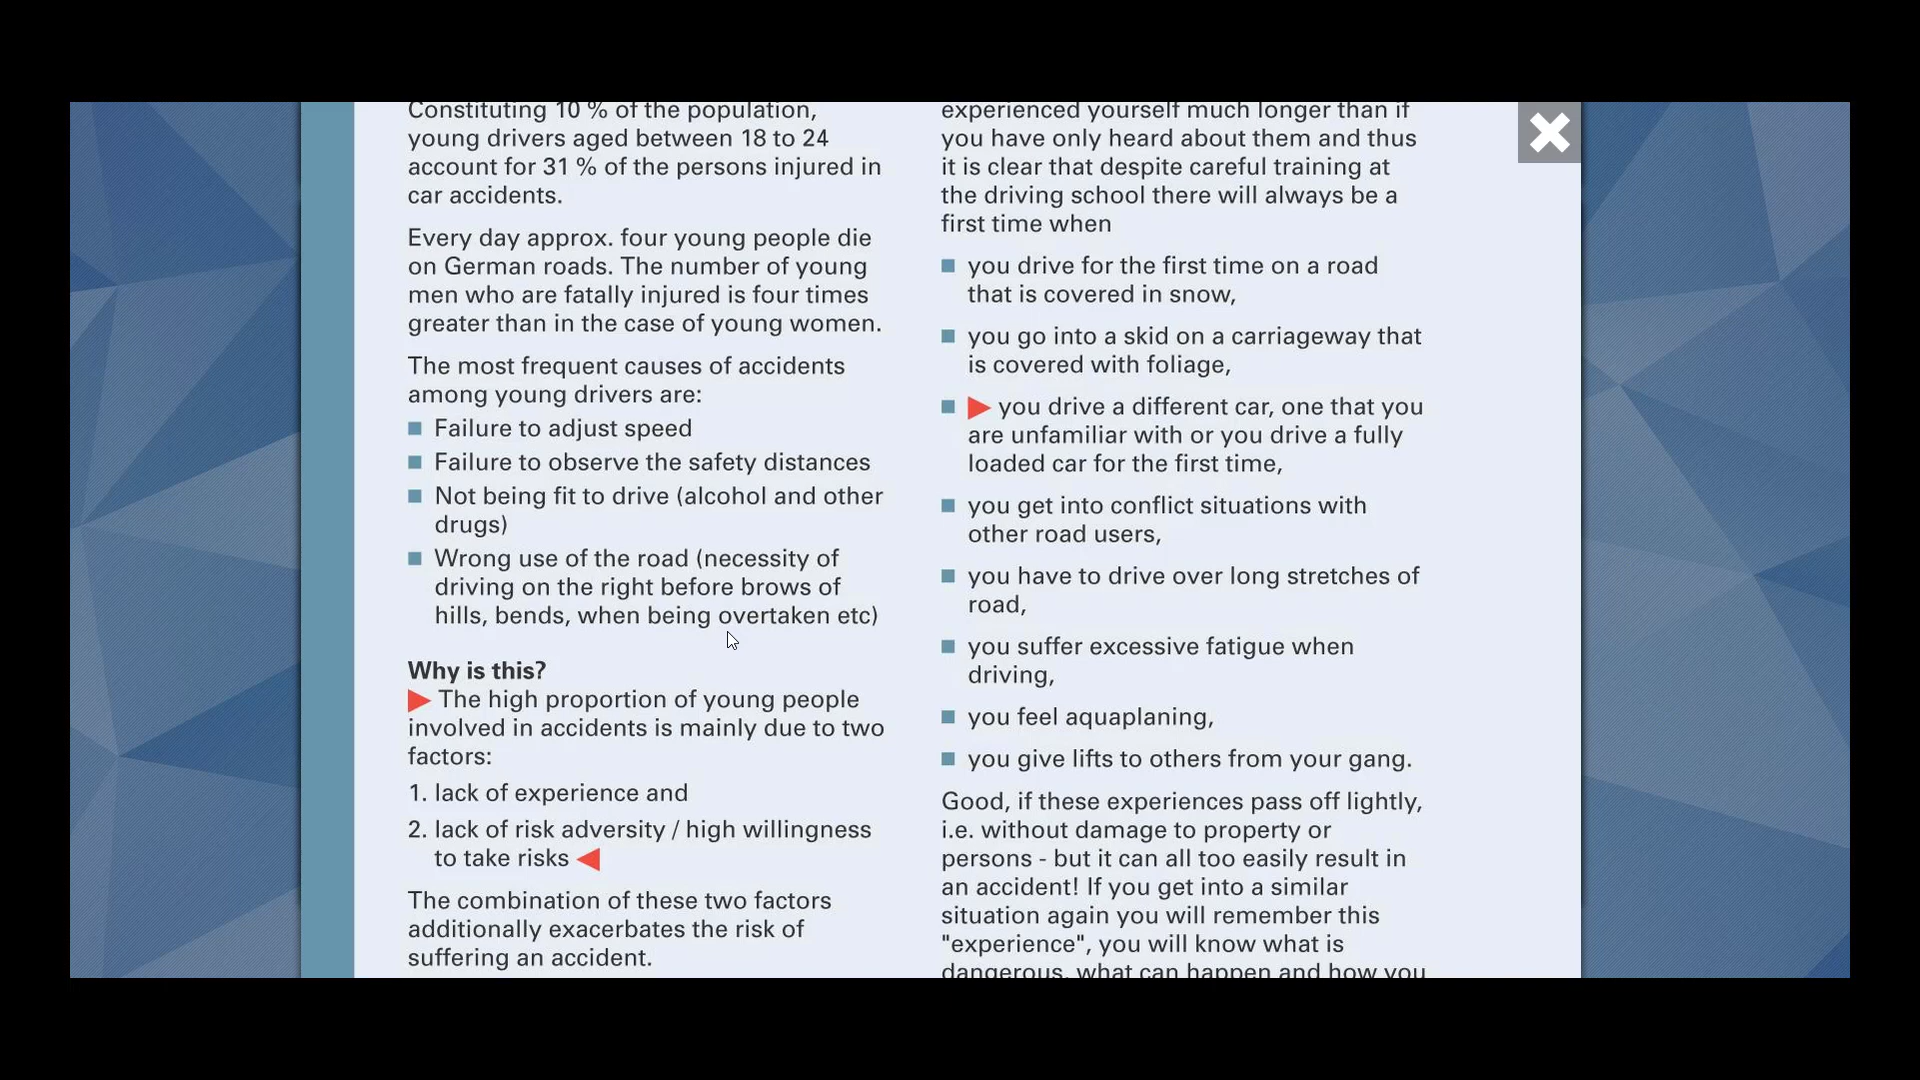 Constituting 10 % of the population,
young drivers aged between 18 to 24
account for 31 % of the persons injured in
car accidents.
Every day approx. four young people die
on German roads. The number of young
men who are fatally injured is four times
greater than in the case of young women.
The most frequent causes of accidents
among young drivers are:
Failure to adjust speed
Failure to observe the safety distances
Not being fit to drive (alcohol and other
drugs)
Wrong use of the road (necessity of
driving on the right before brows of
hills, bends, when being overtaken etc)
Why is this?
The high proportion of young people
involved in accidents is mainly due to two
factors:
1. lack of experience and
2. lack of risk adversity / high willingness
to take risks
The combination of these two factors
additionally exacerbates the risk of
suffering an accident.
experienced yourself much longer than if
you have only heard about them and thus
it is clear that despite careful training at
the driving school there will always be a
first time when
you drive for the first time on a road
that is covered in snow,
you go into a skid on a carriageway that
is covered with foliage,
you drive a different car, one that you
are unfamiliar with or you drive a fully
loaded car for the first time,
you get into conflict situations with
other road users,
you have to drive over long stretches of
road,
you suffer excessive fatigue when
driving,
you feel aquaplaning,
you give lifts to others from your gang.
Good, if these experiences pass off lightly,
i.e. without damage to property or
persons - but it can all too easily result in
an accident! If you get into a similar
situation again you will remember this
"experience", you will know what is
dangerous, what can happen and how you